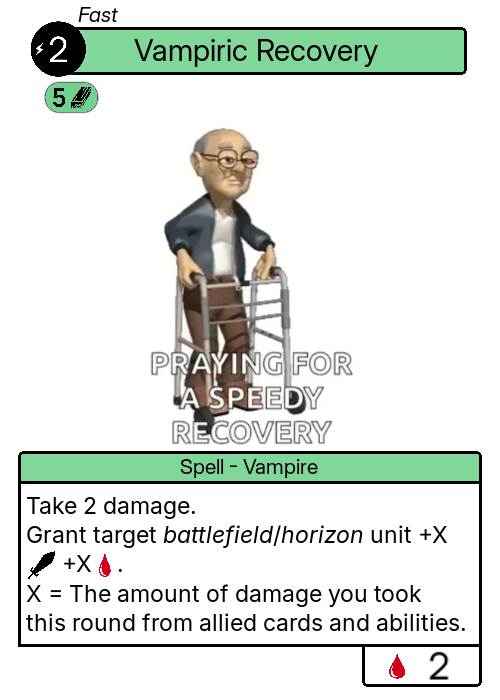 Fast
2
Vampiric Recovery
5
PRAYING FOR
A SPEEDY
RECOVERY
Spell - Vampire
Take 2 damage.
Grant target battlefield/horizon unit +X
+X .
X = The amount of damage you took
this round from allied cards and abilities.
2